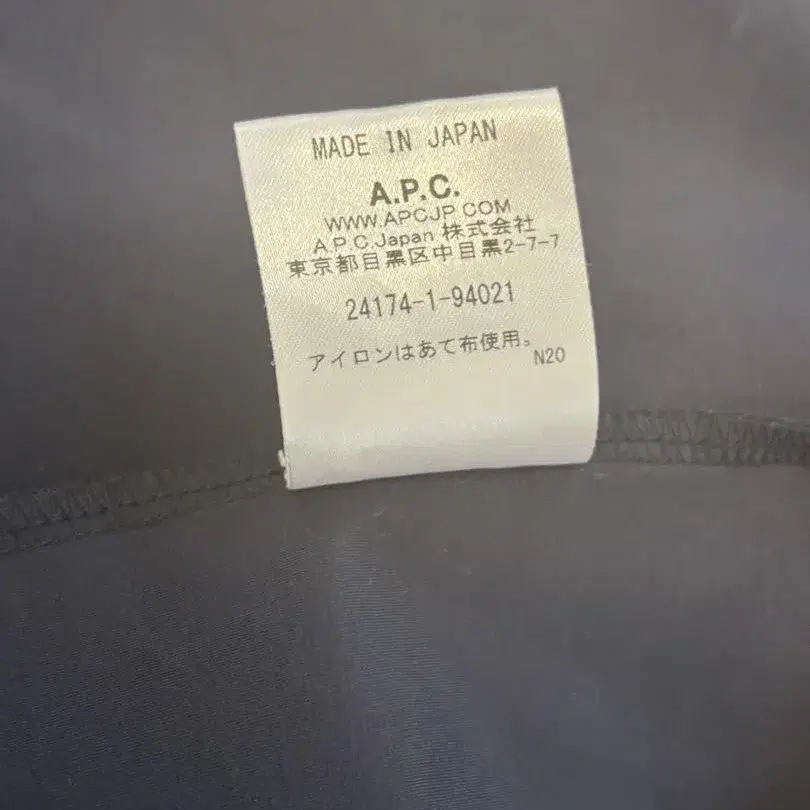 MADE IN JAPAN
A.P.C.
WWW.APCJP.COM
A.P.C.Japan 株式会社
東京都目黒区中目黒2-7-7
24174-1-94021
アイロンはあて布使用。
N20